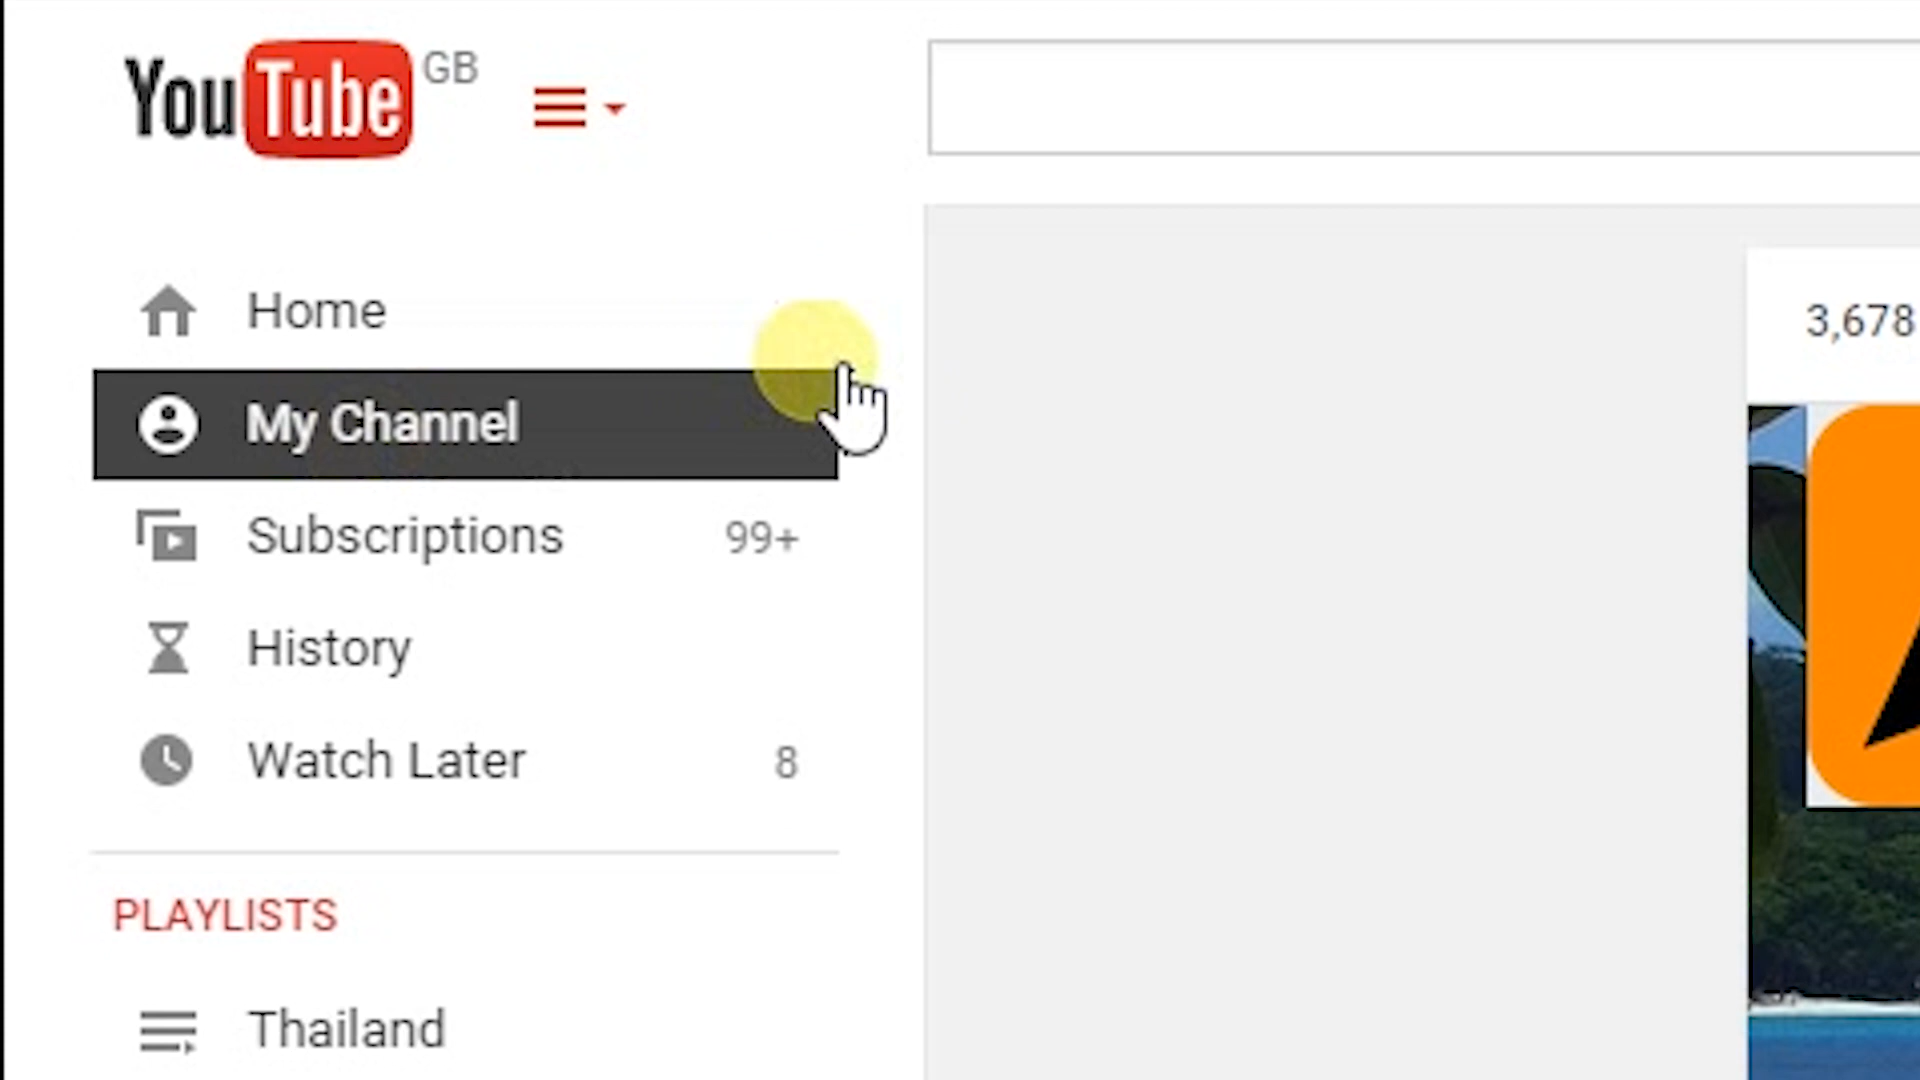 YouTube GB
3,678
Home
My Channel
Subscriptions 99+
History
Watch Later 8
PLAYLISTS
Thailand